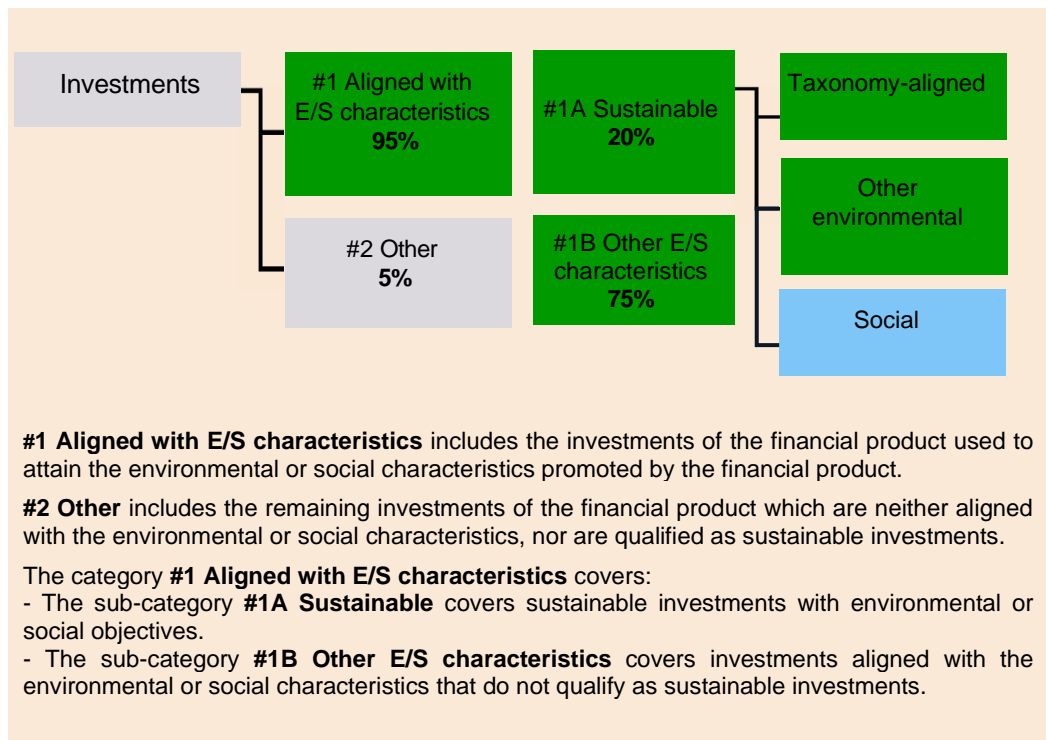 Investments
#1 Aligned with
E/S characteristics
95%
#2 Other
5%
#1A Sustainable
20%
#1B Other E/S
characteristics
75%
Taxonomy-aligned
Other
environmental
Social
#1 Aligned with E/S characteristics includes the investments of the financial product used to
attain the environmental or social characteristics promoted by the financial product.
#2 Other includes the remaining investments of the financial product which are neither aligned
with the environmental or social characteristics, nor are qualified as sustainable investments.
The category #1 Aligned with E/S characteristics covers:
- The sub-category #1A Sustainable covers sustainable investments with environmental or
social objectives.
- The sub-category #1B Other E/S characteristics covers investments aligned with the
environmental or social characteristics that do not qualify as sustainable investments.